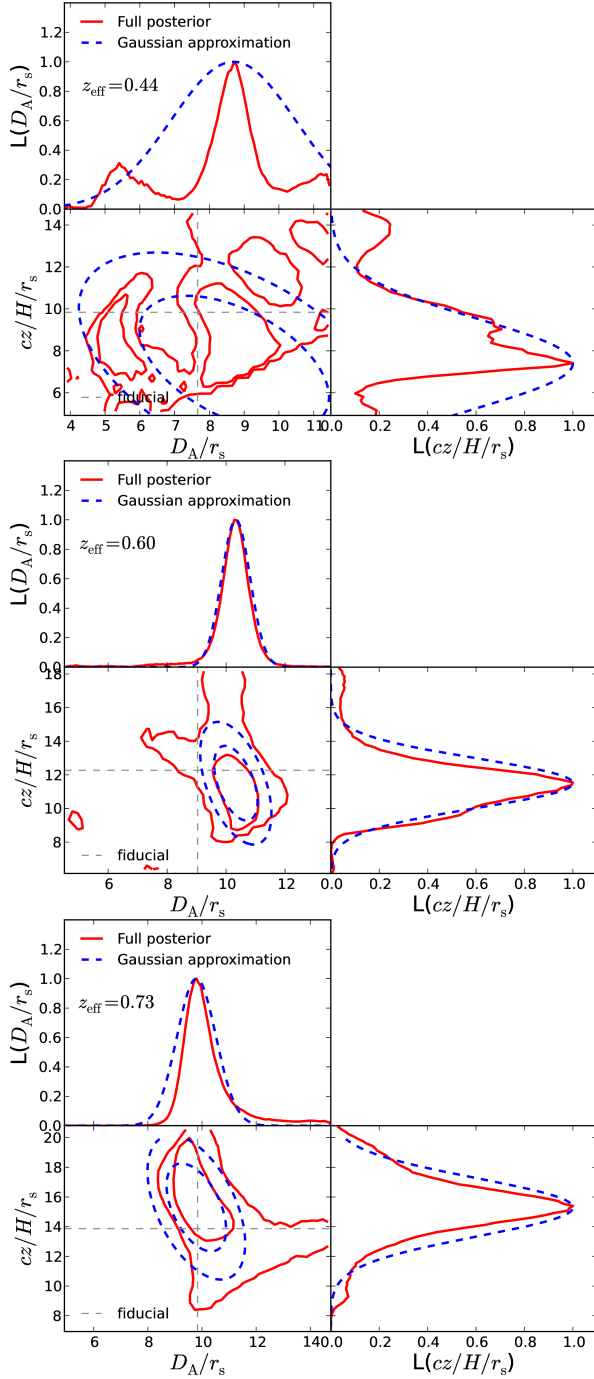 Full posterior
Gaussian approximation
z_eff=0.44
L(D_A/r_s)
1.4
1.2
1.0
0.8
0.6
0.4
0.2
0.0
cz/H/r_s
14
12
10
8
6
fiducial
4 5 6 7 8 9 10 11
0.0 0.2 0.4 0.6 0.8 1.0
D_A/r_s
L(cz/H/r_s)
Full posterior
Gaussian approximation
z_eff=0.60
L(D_A/r_s)
1.4
1.2
1.0
0.8
0.6
0.4
0.2
0.0
cz/H/r_s
18
16
14
12
10
8
fiducial
6 8 10 12
0.0 0.2 0.4 0.6 0.8 1.0
D_A/r_s
L(cz/H/r_s)
Full posterior
Gaussian approximation
z_eff=0.73
L(D_A/r_s)
1.4
1.2
1.0
0.8
0.6
0.4
0.2
0.0
cz/H/r_s
20
18
16
14
12
10
8
fiducial
6 8 10 12 14
0.0 0.2 0.4 0.6 0.8 1.0
D_A/r_s
L(cz/H/r_s)